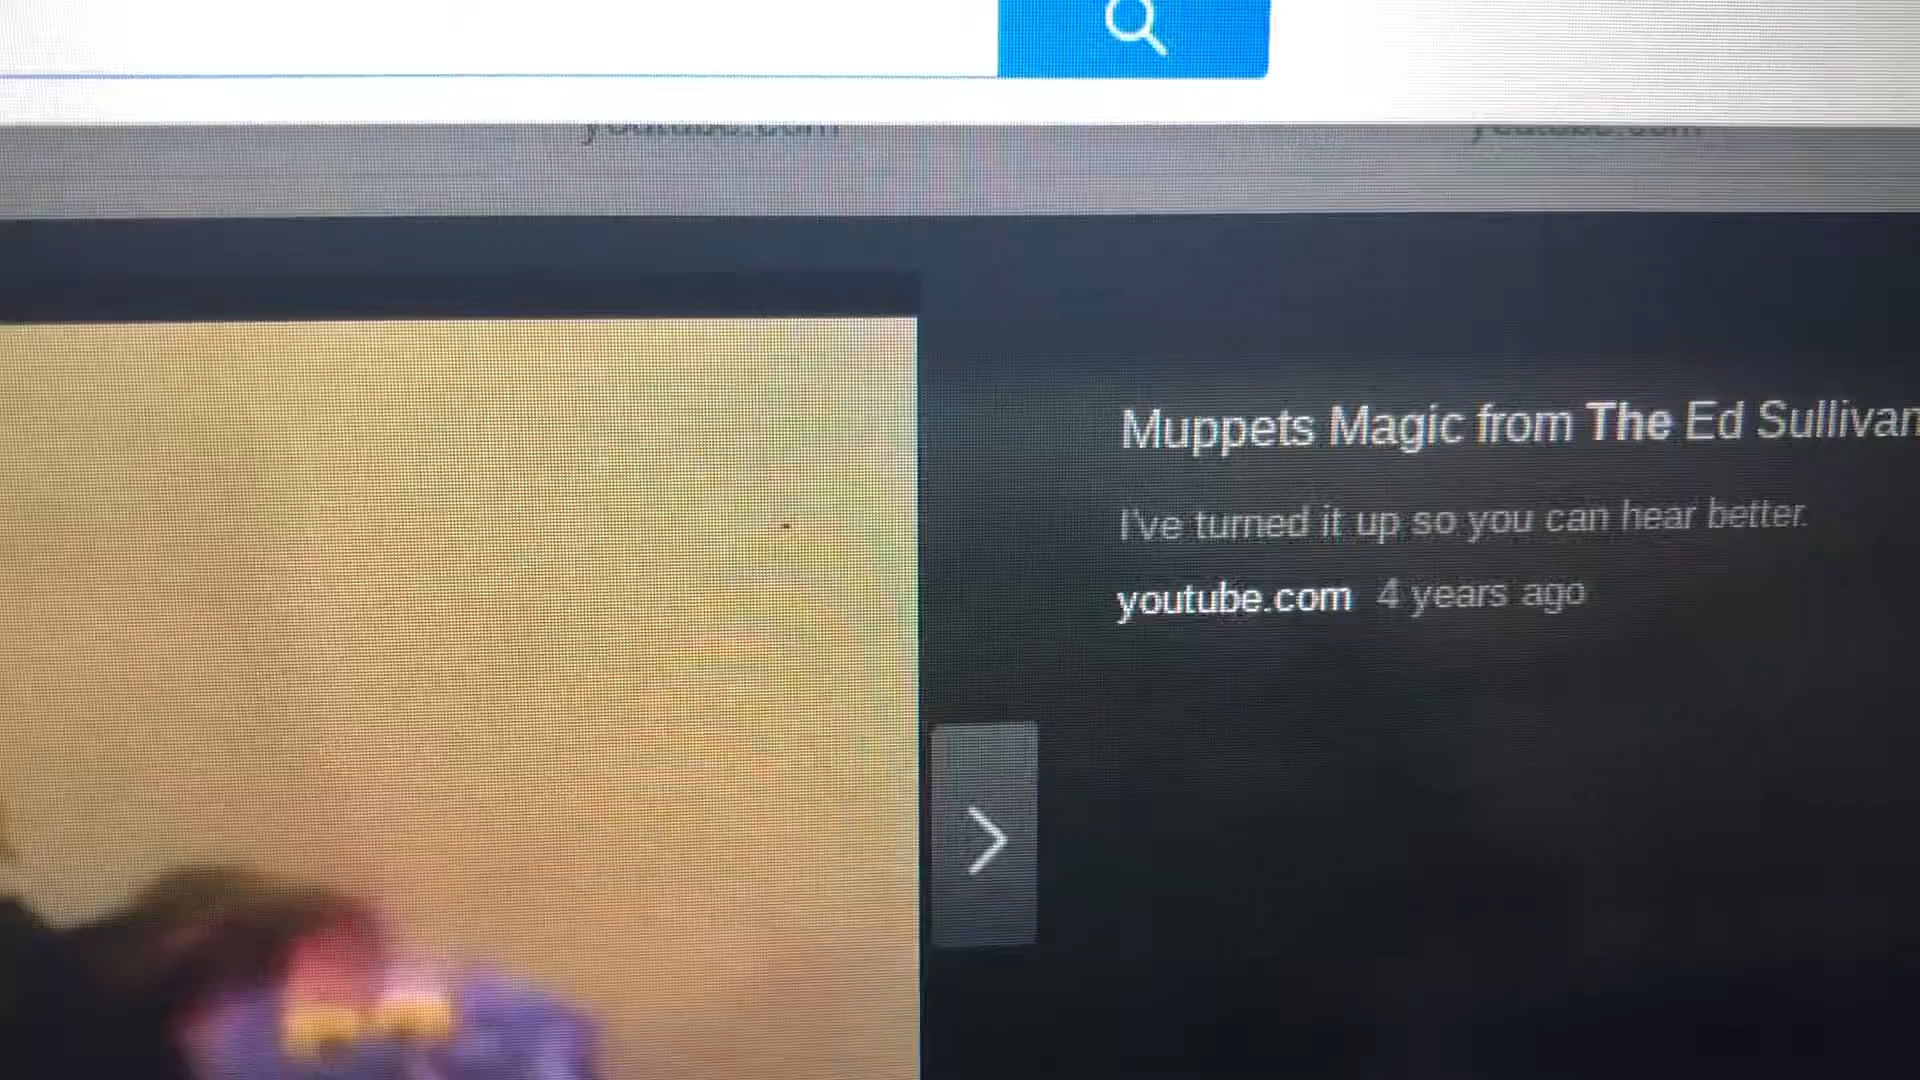 youtube.com youtube.com
Muppets Magic from The Ed Sullivan
I've turned it up so you can hear better.
youtube.com 4 years ago